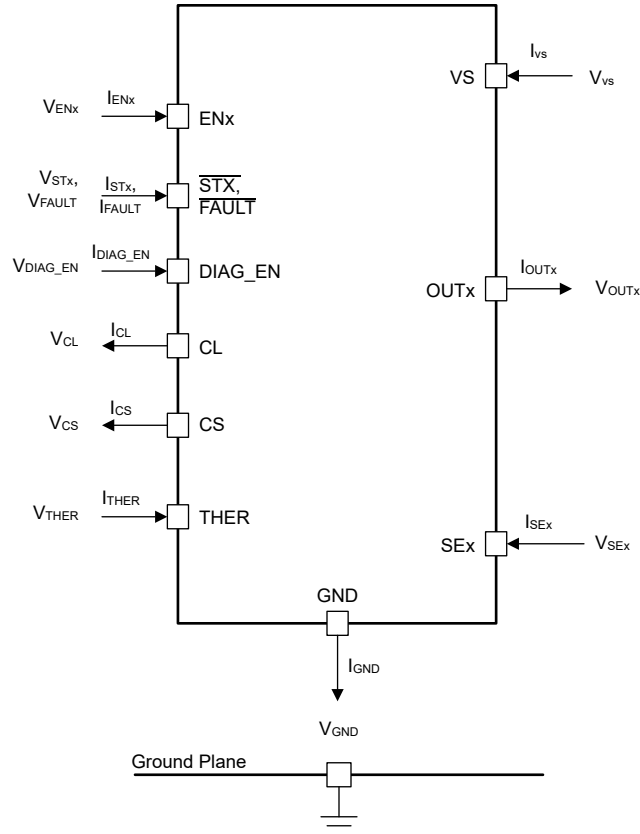 Ivs
VS
Vvs
VENx
IENx
ENx
VSTx,
VFAULT
ISTx,
IFAULT
STX,
FAULT
VDIAG_EN
IDIAG_EN
DIAG_EN
IOUTx
OUTx
VOUTx
VCL
ICL
CL
VCS
ICS
CS
VTHER
ITHER
THER
ISEx
SEx
VSEx
GND
IGND
VGND
Ground Plane